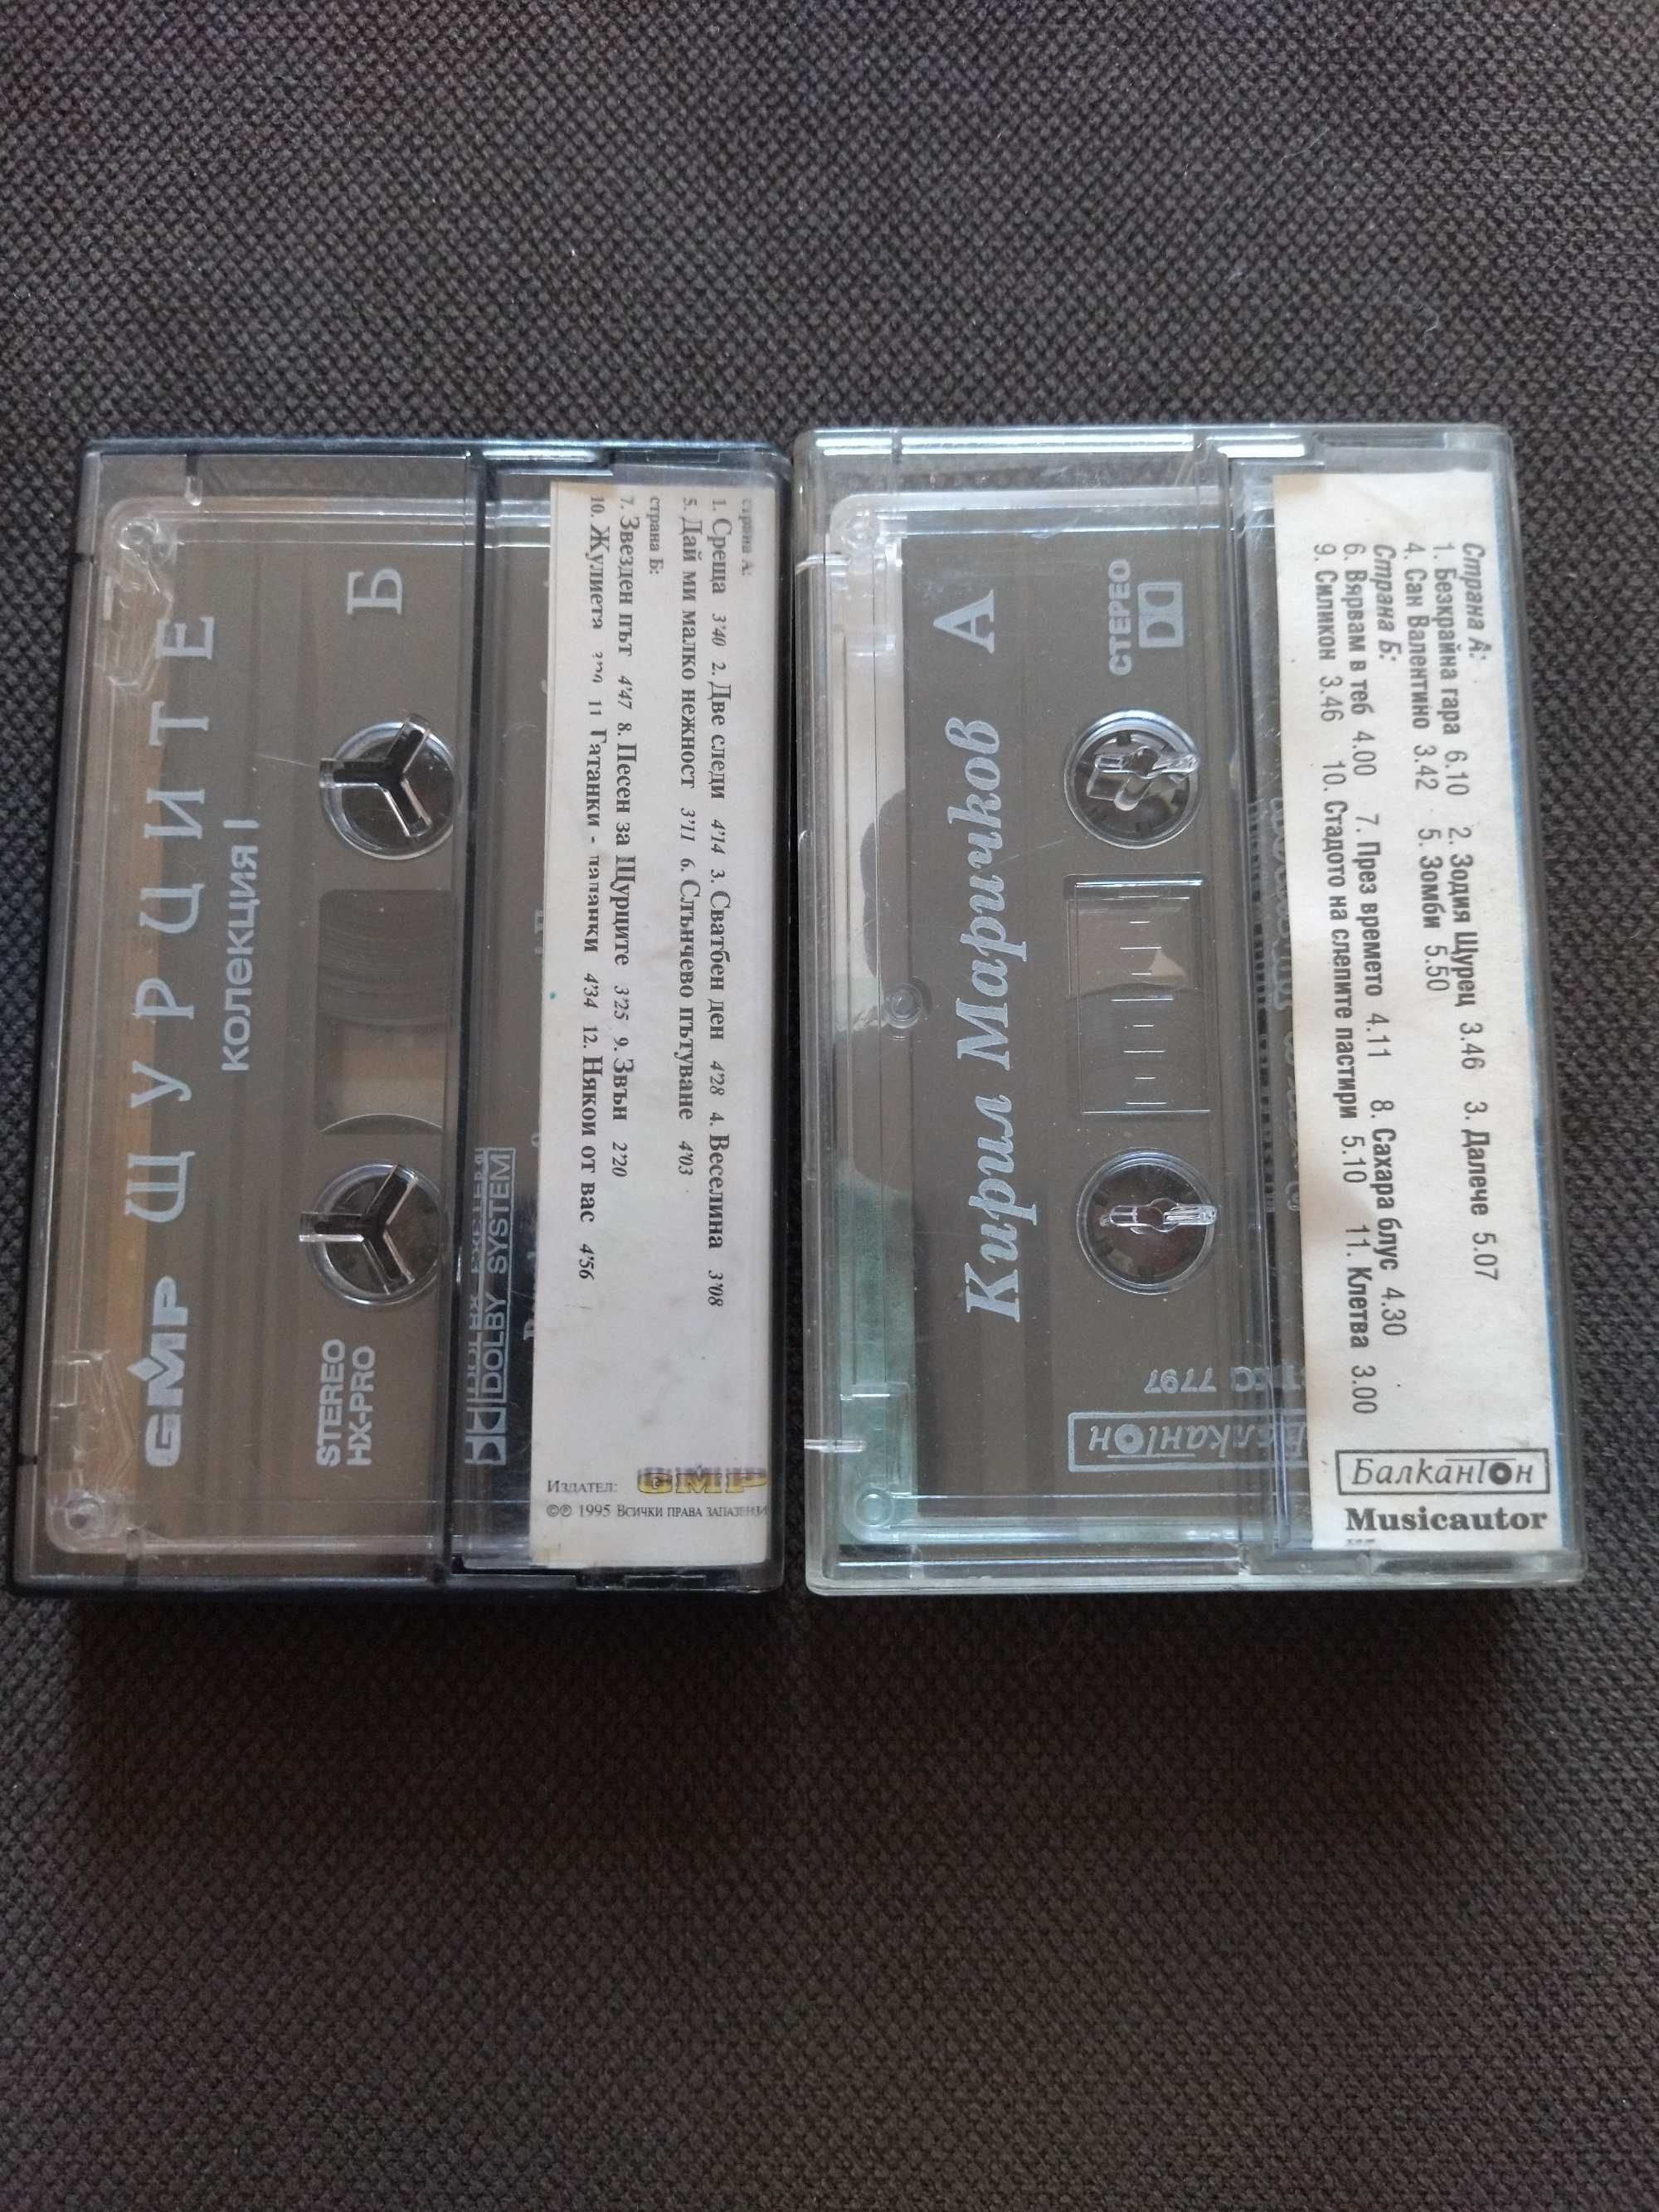 GMP ЩУРЦИТЕ
КОЛЕКЦИЯ I
Б
STEREO
HX-PRO
DOLBY SYSTEM
страна А:
1. Среща 3'40 2. Две следи 4'14 3. Сватбен ден 4'28 4. Веселина 3'08
5. Дай ми малко нежност 3'11 6. Слънчево пътуване 4'03
страна Б:
7. Звезден път 4'47 8. Песен за Щурците 3'25 9. Звън 2'20
10. Жулиета 11 Гатанки - 4'34 12. Някои от вас 4'56
Издател: GMP
©℗ 1995 Всички права запазени
Кирил Маричков
А
СТЕРЕО
7797
Балкантон
Страна А:
1. Безкрайна гара 6.10 2. Зодия Щурец 3.46 3. Далече 5.07
4. Сан Валентино 3.42 5. Зомби 5.50
Страна Б:
6. Вярвам в теб 4.00 7. През времето 4.11 8. Сахара блус 4.30
9. Силикон 3.46 10. Стадото на слепите пастири 5.10 11. Клетва 3.00
Балкантон
Musicautor